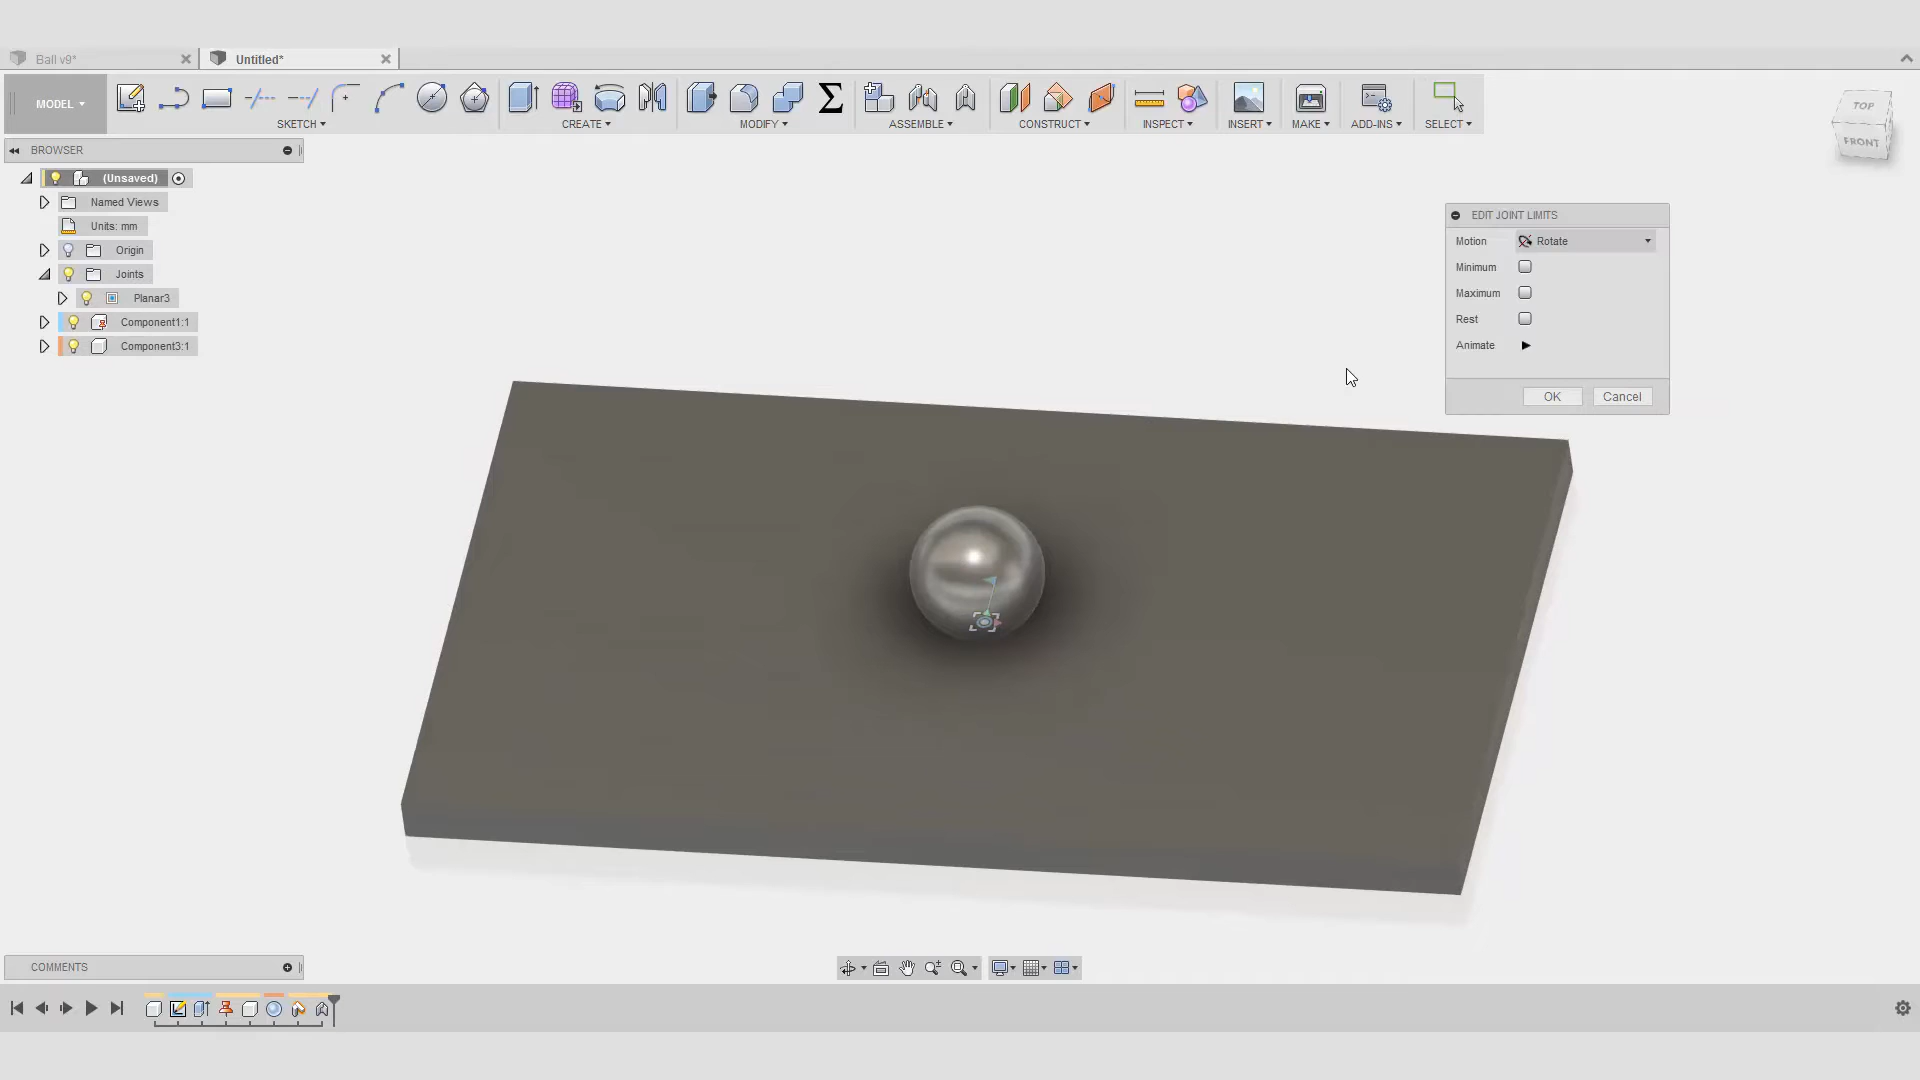 Ball v9*
Untitled*
MODEL
SKETCH
CREATE
MODIFY
ASSEMBLE
CONSTRUCT
INSPECT
INSERT
MAKE
ADD-INS
SELECT
TOP
FRONT
BROWSER
(Unsaved)
Named Views
Units: mm
Origin
Joints
Planar3
Component1:1
Component3:1
EDIT JOINT LIMITS
Motion Rotate
Minimum
Maximum
Rest
Animate
OK Cancel
COMMENTS